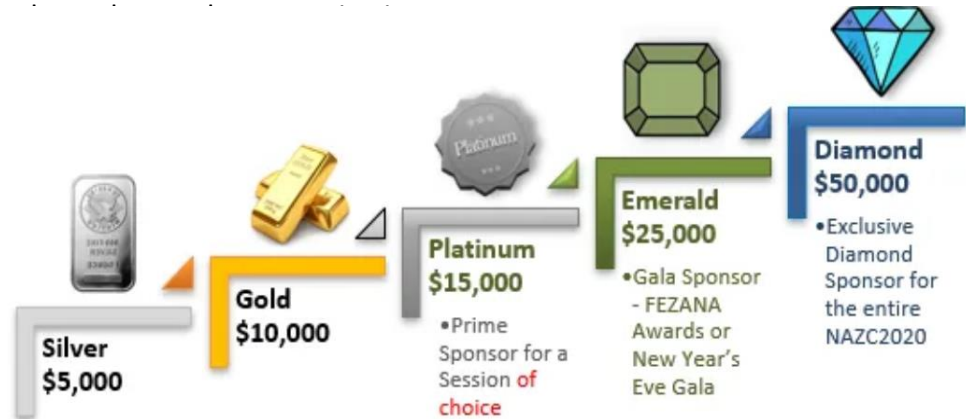 Platinum
Silver
$5,000
Gold
$10,000
Platinum
$15,000
•Prime
Sponsor for a
Session of
choice
Emerald
$25,000
•Gala Sponsor
- FEZANA
Awards or
New Year's
Eve Gala
Diamond
$50,000
•Exclusive
Diamond
Sponsor for
the entire
NAZC2020